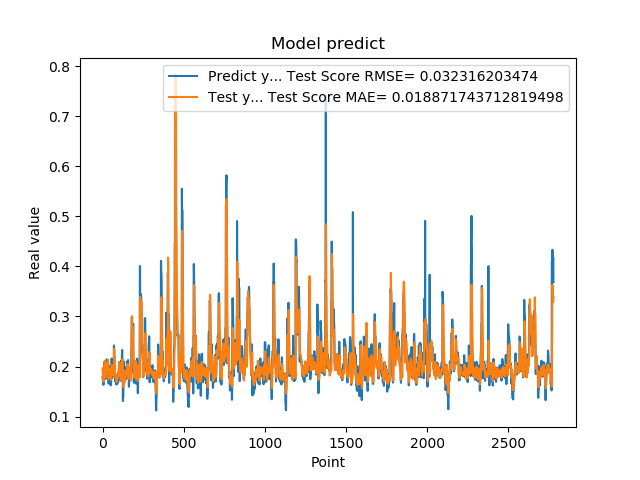 Model predict
Predict y... Test Score RMSE= 0.032316203474
Test y... Test Score MAE= 0.018871743712819498
0.8
0.7
0.6
0.5
0.4
0.3
0.2
0.1
Real value
0 500 1000 1500 2000 2500
Point